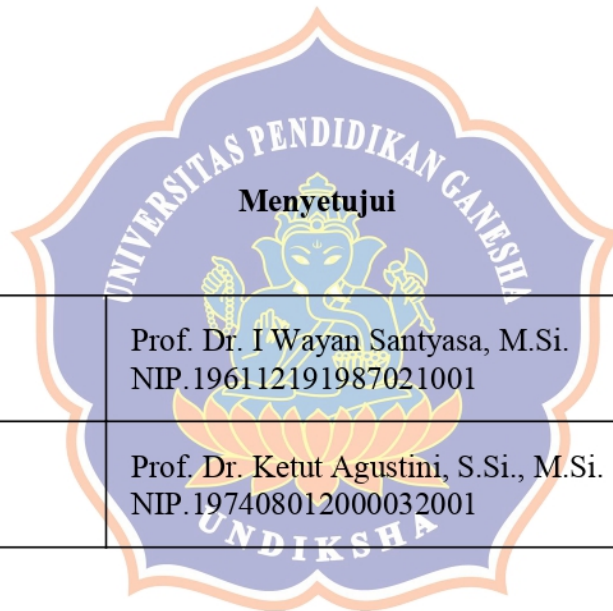 UNIVERSITAS PENDIDIKAN GANESHA
Menyetujui
Prof. Dr. I Wayan Santyasa, M.Si.
NIP.196112191987021001
Prof. Dr. Ketut Agustini, S.Si., M.Si.
NIP.197408012000032001
UNDIKSHA